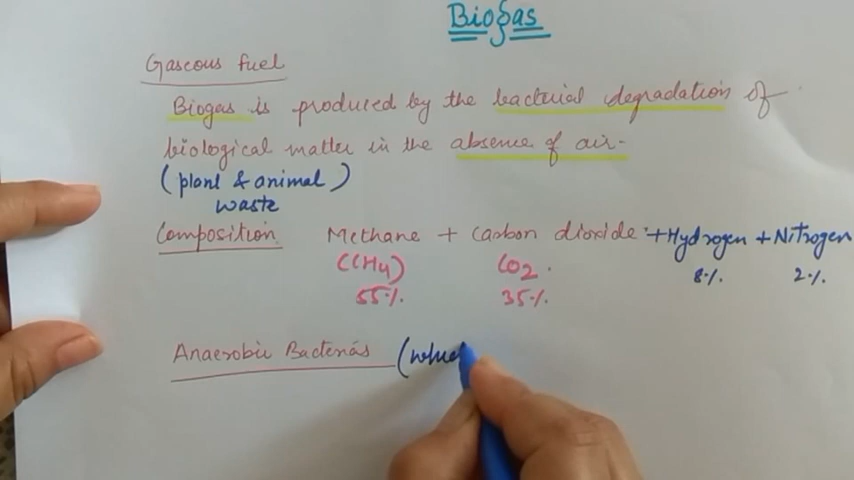 Biogas
Gaseous fuel
Biogas is produced by the bacterial degradation of
biological matter in the absence of air-
(plant & animal)
waste
Composition Methane + Carbon dioxide + Hydrogen + Nitrogen
(CH4) CO2 8% 2%
55% 35%
Anaerobic Bacterias (